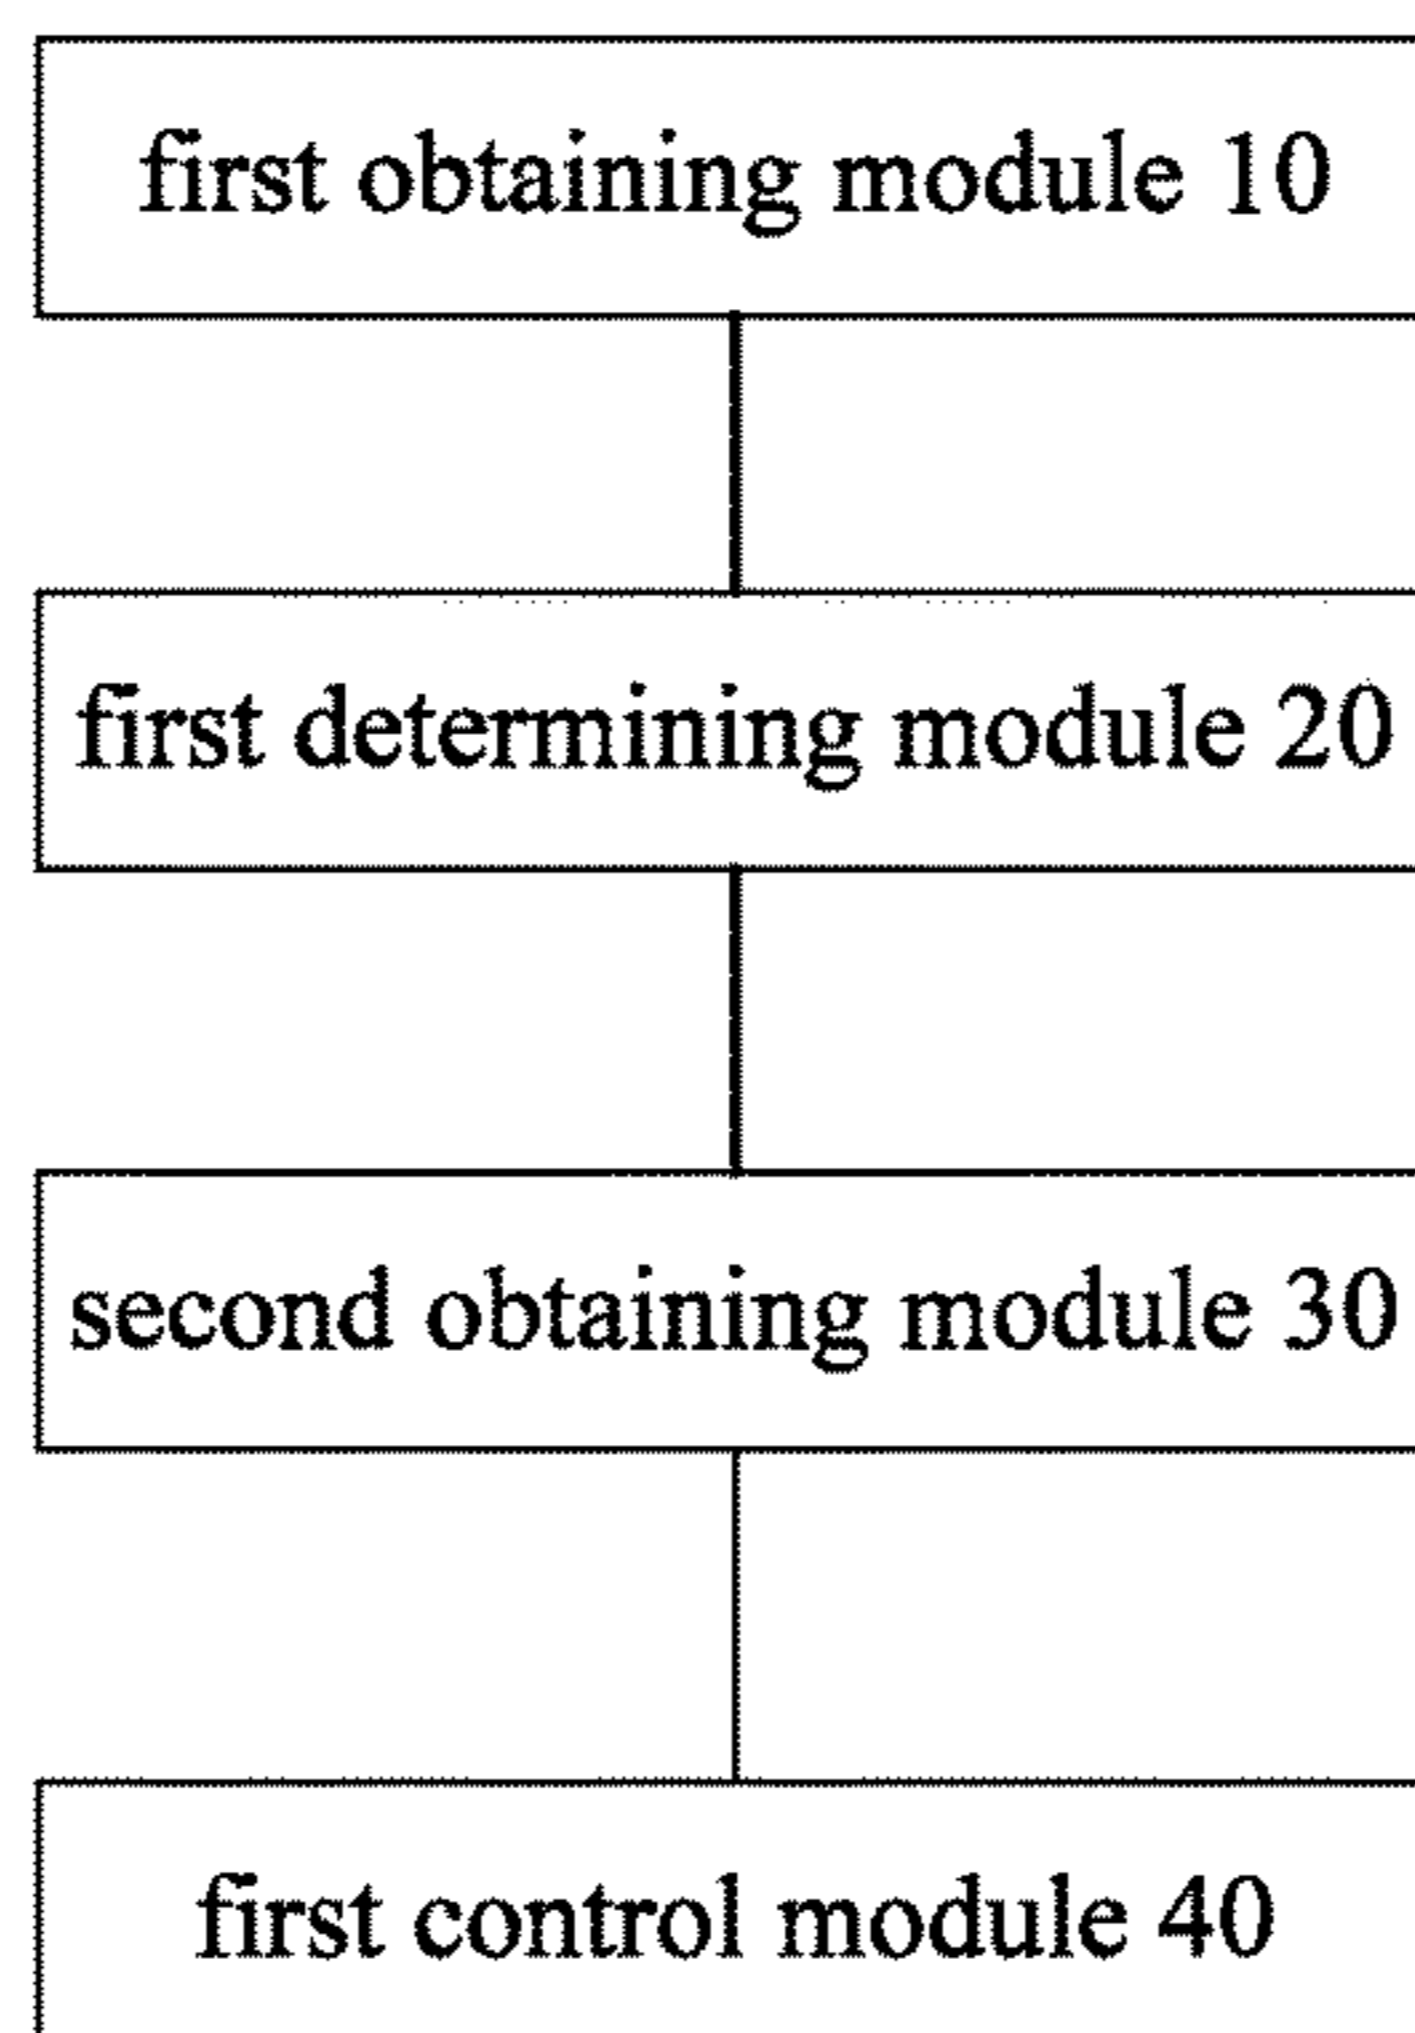 first obtaining module 10
first determining module 20
second obtaining module 30
first control module 40